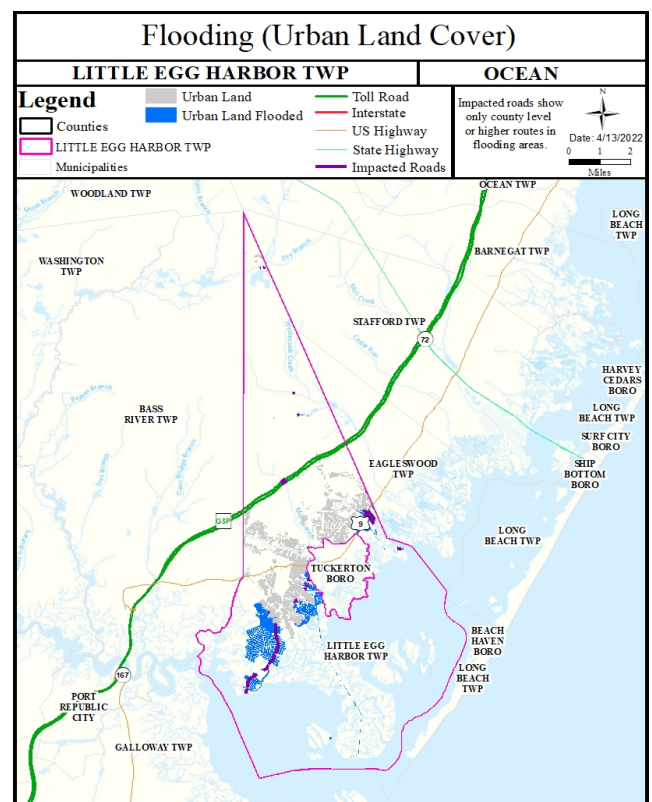 Flooding (Urban Land Cover)
LITTLE EGG HARBOR TWP
OCEAN
Legend
Counties
LITTLE EGG HARBOR TWP
Municipalities
Urban Land
Urban Land Flooded
Toll Road
Interstate
US Highway
State Highway
Impacted Roads
Impacted roads show
only county level
or higher routes in
flooding areas.
N
Date: 4/13/2022
0 1 2
Miles
WOODLAND TWP
OCEAN TWP
LONG
BEACH
TWP
BARNEGAT TWP
WASHINGTON
TWP
Dry Branch
STAFFORD TWP
72
Cedar Run
HARVEY
CEDARS
BORO
BASS
RIVER TWP
LONG
BEACH TWP
SURF CITY
BORO
EAGLESWOOD
TWP
SHIP
BOTTOM
BORO
GSP
9
LONG
BEACH TWP
TUCKERTON
BORO
LITTLE EGG
HARBOR TWP
BEACH
HAVEN
BORO
LONG
BEACH
TWP
167
PORT
REPUBLIC
CITY
GALLOWAY TWP